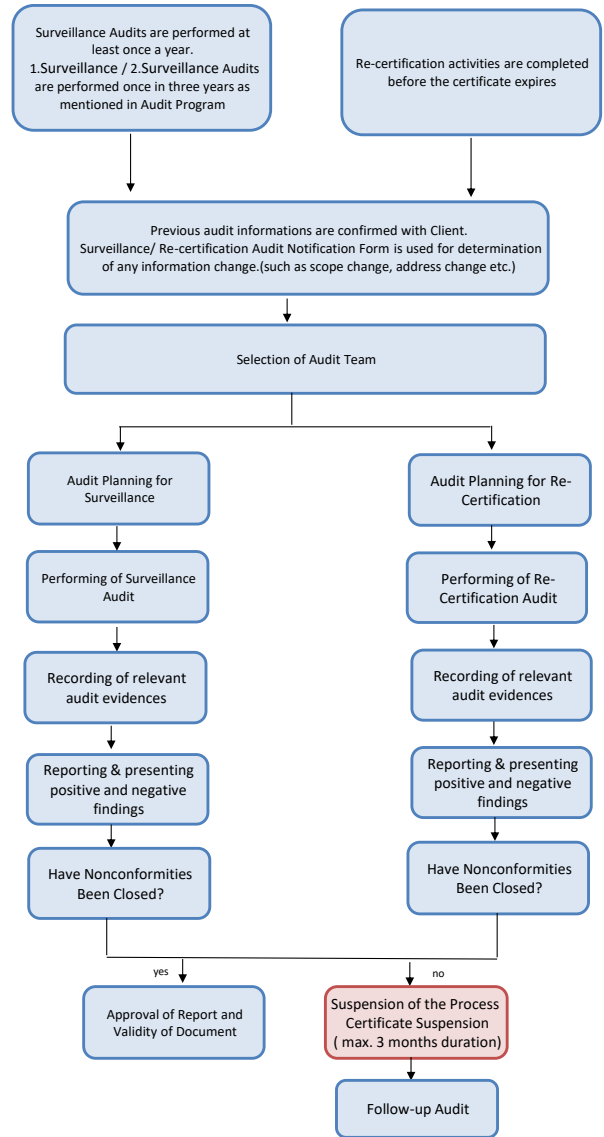 Surveillance Audits are performed at
least once a year.
1.Surveillance / 2.Surveillance Audits
are performed once in three years as
mentioned in Audit Program
Re-certification activities are completed
before the certificate expires
Previous audit informations are confirmed with Client.
Surveillance/ Re-certification Audit Notification Form is used for determination
of any information change.(such as scope change, address change etc.)
Selection of Audit Team
Audit Planning for
Surveillance
Performing of Surveillance
Audit
Recording of relevant
audit evidences
Reporting & presenting
positive and negative
findings
Have Nonconformities
Been Closed?
Audit Planning for Re-
Certification
Performing of Re-
Certification Audit
Recording of relevant
audit evidences
Reporting & presenting
positive and negative
findings
Have Nonconformities
Been Closed?
yes
no
Approval of Report and
Validity of Document
Suspension of the Process
Certificate Suspension
( max. 3 months duration)
Follow-up Audit